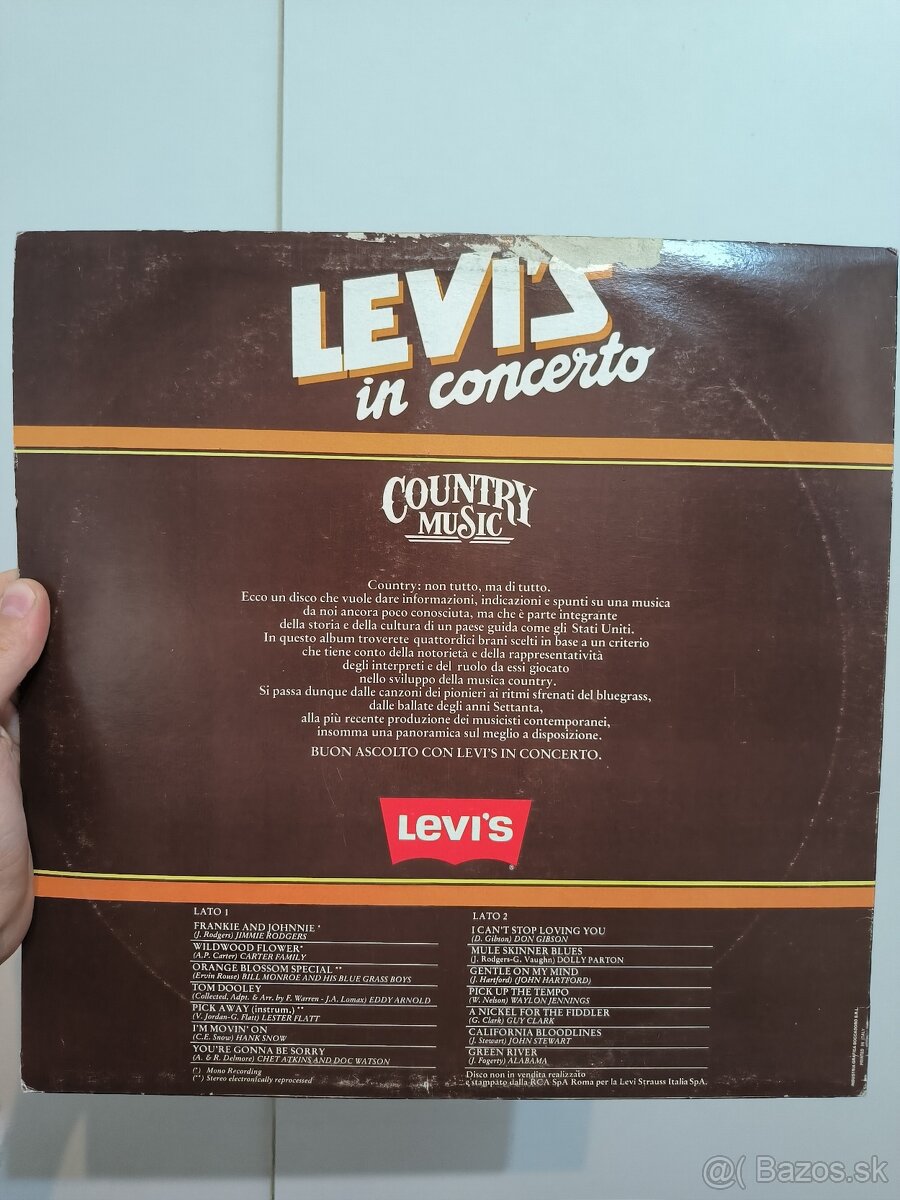 LEVI'S
in concerto
COUNTRY
MUSIC
Country: non tutto, ma di tutto.
Ecco un disco che vuole dare informazioni, indicazioni e spunti su una musica
da noi ancora poco conosciuta, ma che è parte integrante
della storia e della cultura di un paese guida come gli Stati Uniti.
In questo album troverete quattordici brani scelti in base a un criterio
che tiene conto della notorietà e della rappresentatività
degli interpreti e del ruolo da essi giocato
nello sviluppo della musica country.
Si passa dunque dalle canzoni dei pionieri ai ritmi sfrenati del bluegrass,
dalle ballate degli anni Settanta,
alla più recente produzione dei musicisti contemporanei,
insomma una panoramica sul meglio a disposizione.
BUON ASCOLTO CON LEVI'S IN CONCERTO.
LEVI'S
®
LATO 1
FRANKIE AND JOHNNIE *
(J. Rodgers) JIMMIE RODGERS
WILDWOOD FLOWER*
(A.P. Carter) CARTER FAMILY
ORANGE BLOSSOM SPECIAL **
(Ervin Rouse) BILL MONROE AND HIS BLUE GRASS BOYS
TOM DOOLEY
(Collected, Adpt. & Arr. by F. Warren - J.A. Lomax) EDDY ARNOLD
PICK AWAY (instrum.) **
(V. Jordan-G. Flatt) LESTER FLATT
I'M MOVIN' ON
(C.E. Snow) HANK SNOW
YOU'RE GONNA BE SORRY
(A. & R. Delmore) CHET ATKINS AND DOC WATSON
(*) Mono Recording
(**) Stereo electronically reprocessed
LATO 2
I CAN'T STOP LOVING YOU
(D. Gibson) DON GIBSON
MULE SKINNER BLUES
(J. Rodgers-G. Vaughn) DOLLY PARTON
GENTLE ON MY MIND
(J. Hartford) (JOHN HARTFORD)
PICK UP THE TEMPO
(W. Nelson) WAYLON JENNINGS
A NICKEL FOR THE FIDDLER
(G. Clark) GUY CLARK
CALIFORNIA BLOODLINES
(J. Stewart) JOHN STEWART
GREEN RIVER
(J. Fogerty) ALABAMA
Disco non in vendita realizzato
e stampato dalla RCA SpA Roma per la Levi Strauss Italia SpA.
INDUSTRIA GRAFICA BOCCADORO S.R.L.
PRINTED IN ITALY
@( Bazos.sk